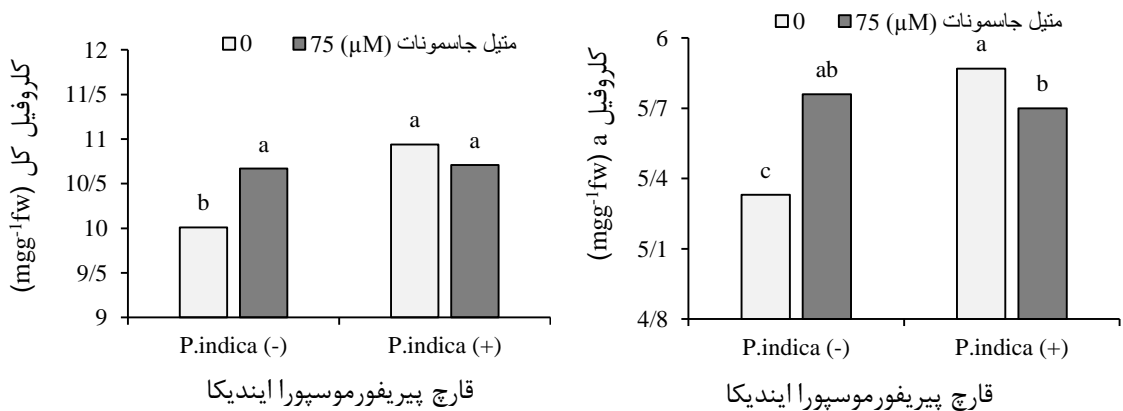 0 75 (µM) متیل جاسمونات
کلروفیل کل (mgg-1fw)
12
11/5
11
10/5
10
9/5
9
b
a
a
a
P.indica (-) P.indica (+)
قارچ پیریفورموسپورا ایندیکا
0 75 (µM) متیل جاسمونات
کلروفیل a (mgg-1fw)
6
5/7
5/4
5/1
4/8
c
ab
a
b
P.indica (-) P.indica (+)
قارچ پیریفورموسپورا ایندیکا